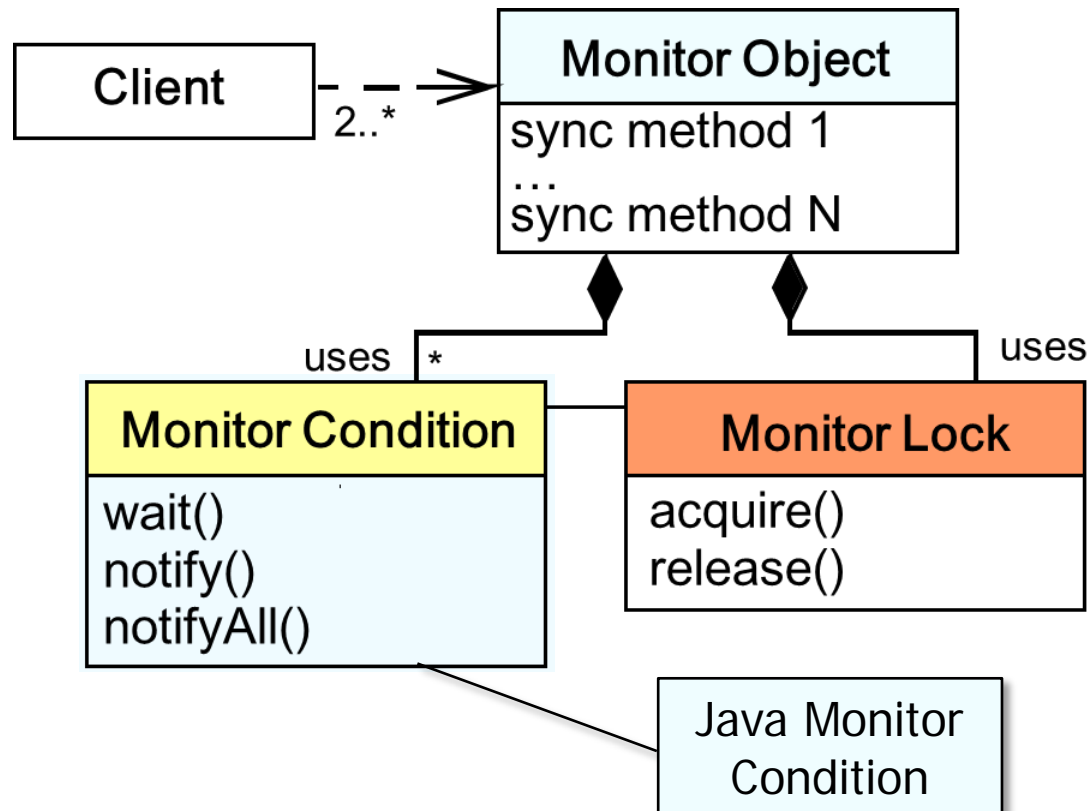 Client
2..*
Monitor Object
sync method 1
...
sync method N
uses
*
uses
Monitor Condition
wait()
notify()
notifyAll()
Monitor Lock
acquire()
release()
Java Monitor
Condition